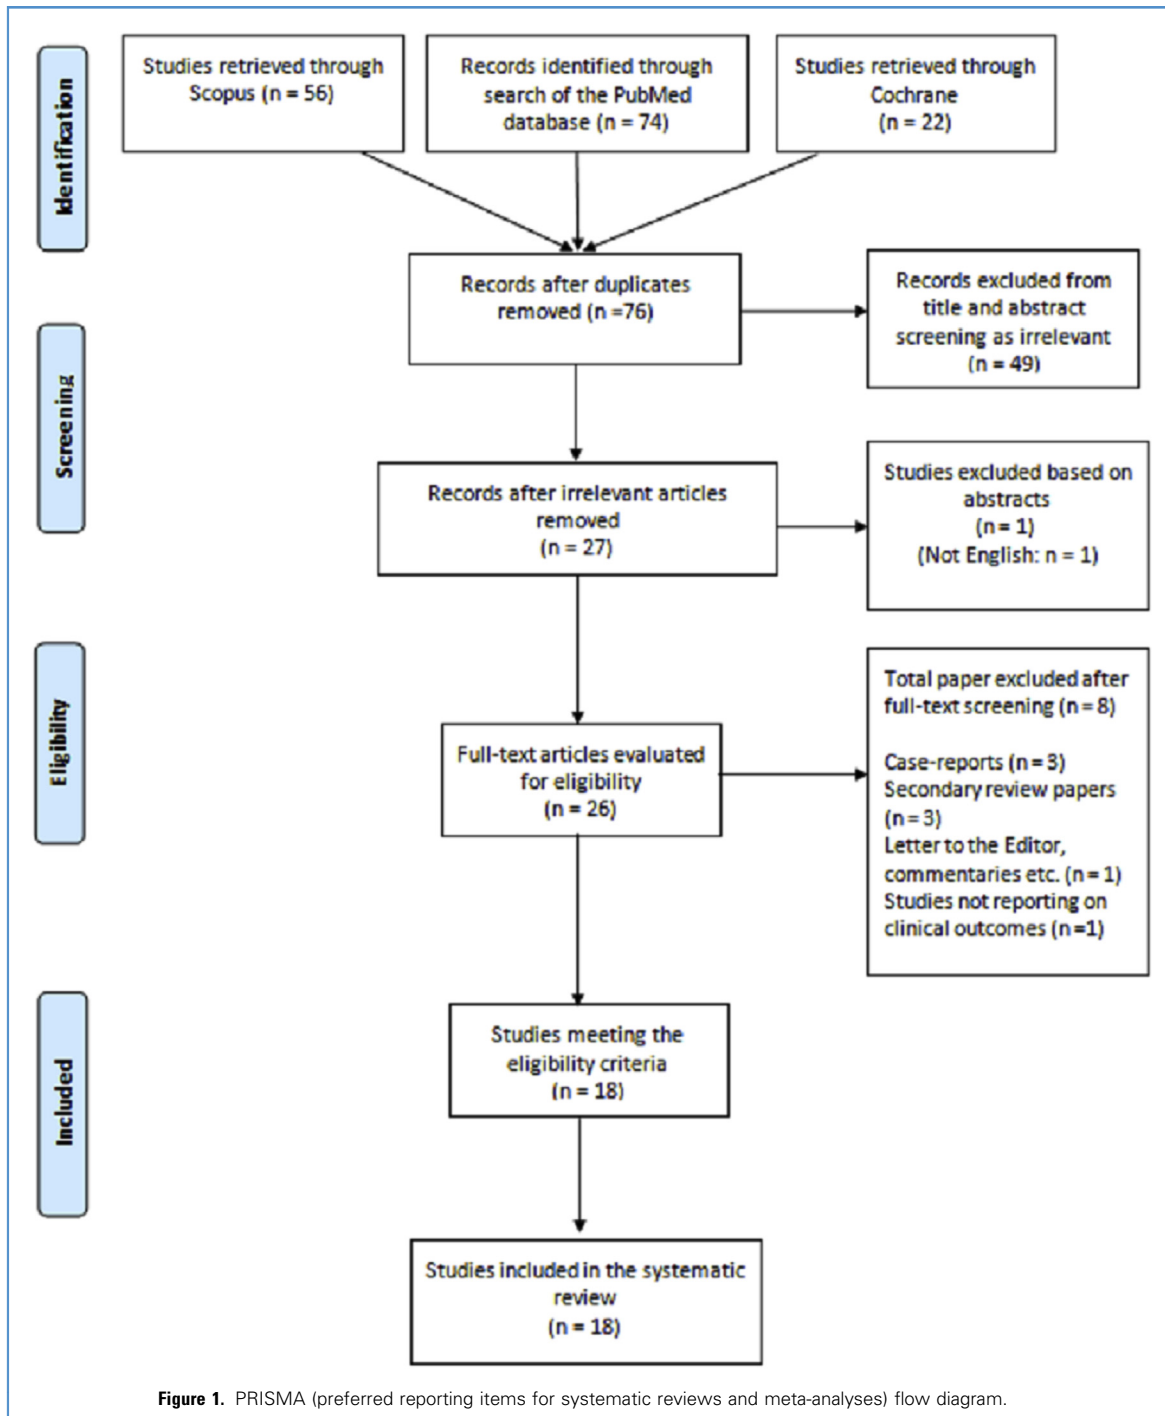 Identification
Studies retrieved through
Scopus (n = 56)
Records identified through
search of the PubMed
database (n = 74)
Studies retrieved through
Cochrane
(n = 22)
Records after duplicates
removed (n =76)
Records excluded from
title and abstract
screening as irrelevant
(n = 49)
Screening
Records after irrelevant articles
removed
(n = 27)
Studies excluded based on
abstracts
(n = 1)
(Not English: n = 1)
Eligibility
Full-text articles evaluated
for eligibility
(n = 26)
Total paper excluded after
full-text screening (n = 8)
Case-reports (n = 3)
Secondary review papers
(n = 3)
Letter to the Editor,
commentaries etc. (n = 1)
Studies not reporting on
clinical outcomes (n =1)
Included
Studies meeting the
eligibility criteria
(n = 18)
Studies included in the systematic
review
(n = 18)
Figure 1. PRISMA (preferred reporting items for systematic reviews and meta-analyses) flow diagram.